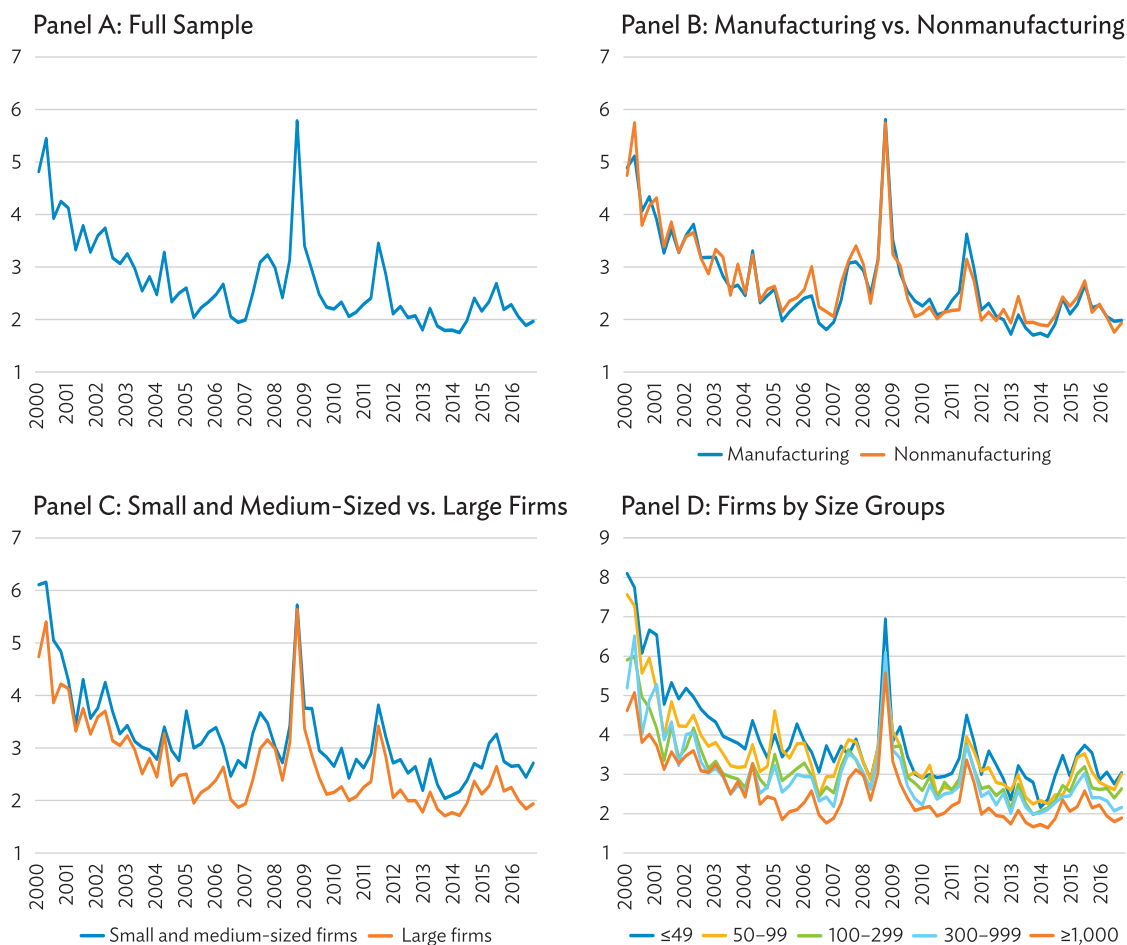 Panel A: Full Sample
7
6
5
4
3
2
1
2000 2001 2002 2003 2004 2005 2006 2007 2008 2009 2010 2011 2012 2013 2014 2015 2016
Panel B: Manufacturing vs. Nonmanufacturing
7
6
5
4
3
2
1
2000 2001 2002 2003 2004 2005 2006 2007 2008 2009 2010 2011 2012 2013 2014 2015 2016
Manufacturing Nonmanufacturing
Panel C: Small and Medium-Sized vs. Large Firms
7
6
5
4
3
2
1
2000 2001 2002 2003 2004 2005 2006 2007 2008 2009 2010 2011 2012 2013 2014 2015 2016
Small and medium-sized firms Large firms
Panel D: Firms by Size Groups
9
8
7
6
5
4
3
2
1
2000 2001 2002 2003 2004 2005 2006 2007 2008 2009 2010 2011 2012 2013 2014 2015 2016
≤49 50–99 100–299 300–999 ≥1,000